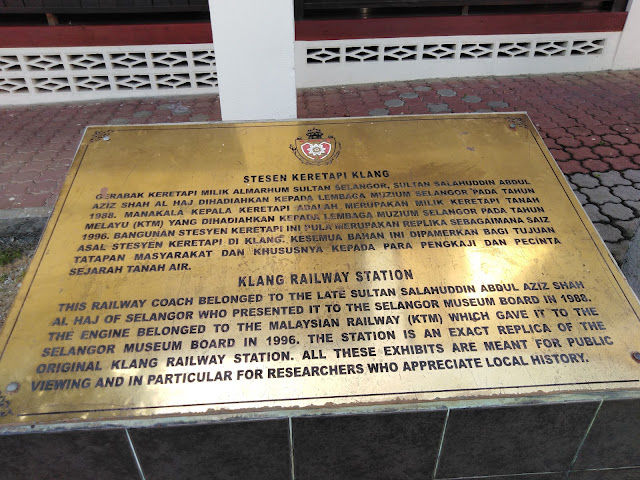 STESEN KERETAPI KLANG
GERABAK KERETAPI MILIK ALMARHUM SULTAN SELANGOR, SULTAN SALAHUDDIN ABDUL
AZIZ SHAH AL HAJ DIHADIAHKAN KEPADA LEMBAGA MUZIUM SELANGOR PADA TAHUN
1988. MANAKALA KEPALA KERETAPI ADALAH MERUPAKAN MILIK KERETAPI TANAH
MELAYU (KTM) YANG DIHADIAHKAN KEPADA LEMBAGA MUZIUM SELANGOR PADA TAHUN
1996. BANGUNAN STESYEN KERETAPI INI PULA MERUPAKAN REPLIKA SEBAGAIMANA SAIZ
ASAL STESYEN KERETAPI DI KLANG. KESEMUA BAHAN INI DIPAMERKAN BAGI TUJUAN
TATAPAN MASYARAKAT DAN KHUSUSNYA KEPADA PARA PENGKAJI DAN PECINTA
SEJARAH TANAH AIR.
KLANG RAILWAY STATION
THIS RAILWAY COACH BELONGED TO THE LATE SULTAN SALAHUDDIN ABDUL AZIZ SHAH
AL HAJ OF SELANGOR WHO PRESENTED IT TO THE SELANGOR MUSEUM BOARD IN 1988.
THE ENGINE BELONGED TO THE MALAYSIAN RAILWAY (KTM) WHICH GAVE IT TO THE
SELANGOR MUSEUM BOARD IN 1996. THE STATION IS AN EXACT REPLICA OF THE
ORIGINAL KLANG RAILWAY STATION. ALL THESE EXHIBITS ARE MEANT FOR PUBLIC
VIEWING AND IN PARTICULAR FOR RESEARCHERS WHO APPRECIATE LOCAL HISTORY.